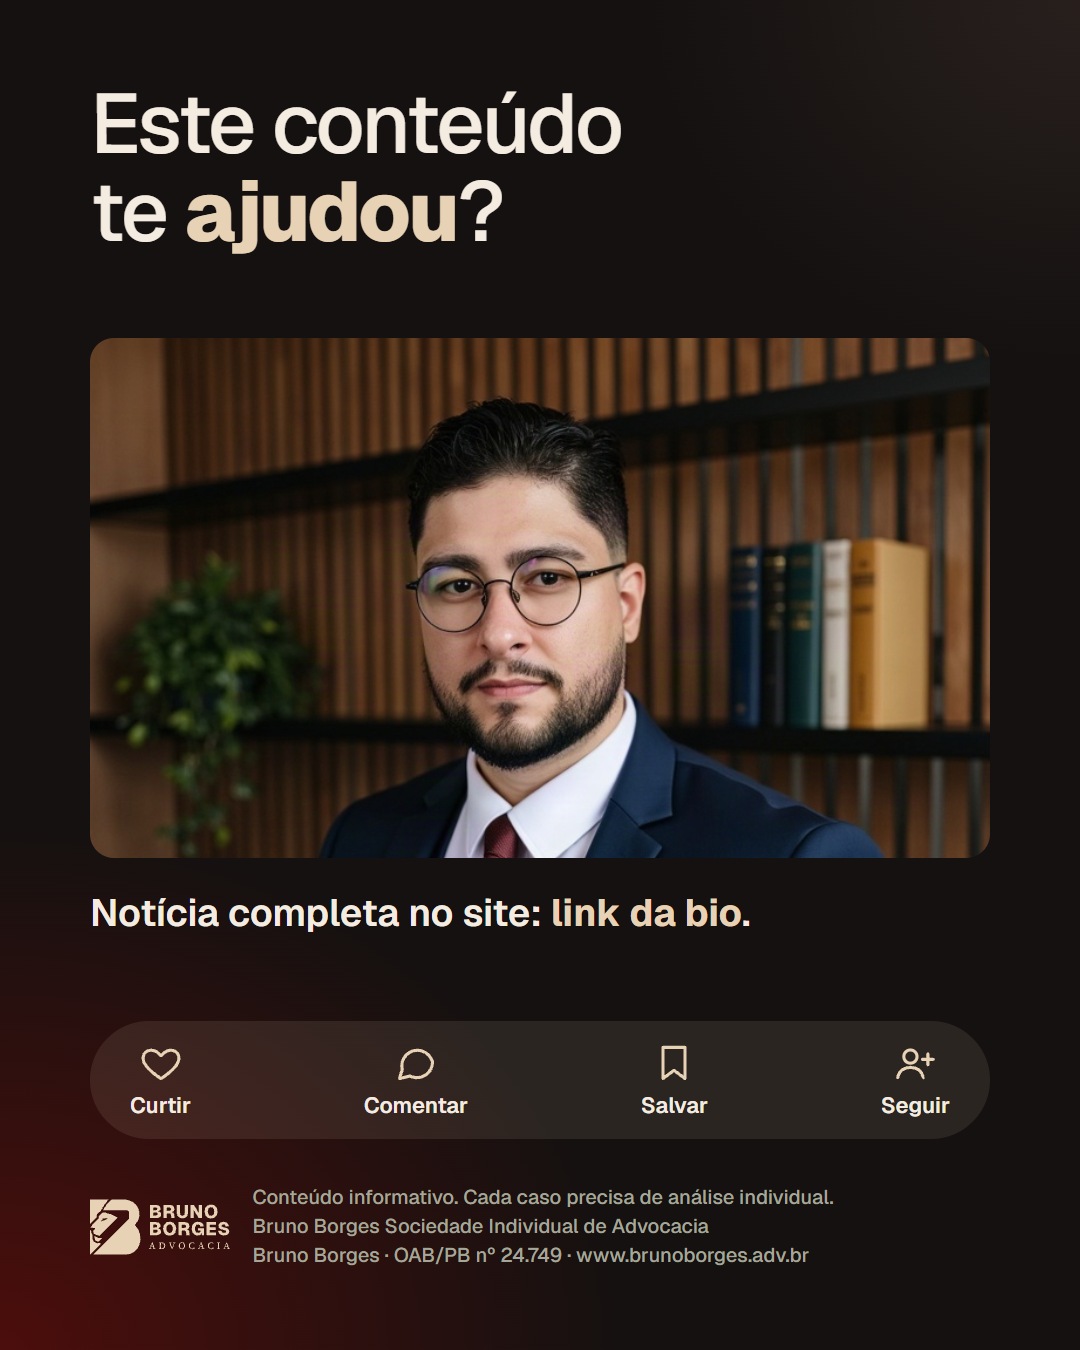 Este conteúdo
te ajudou?
Notícia completa no site: link da bio.
Curtir
Comentar
Salvar
Seguir
BRUNO
BORGES
ADVOCACIA
Conteúdo informativo. Cada caso precisa de análise individual.
Bruno Borges Sociedade Individual de Advocacia
Bruno Borges · OAB/PB nº 24.749 · www.brunoborges.adv.br